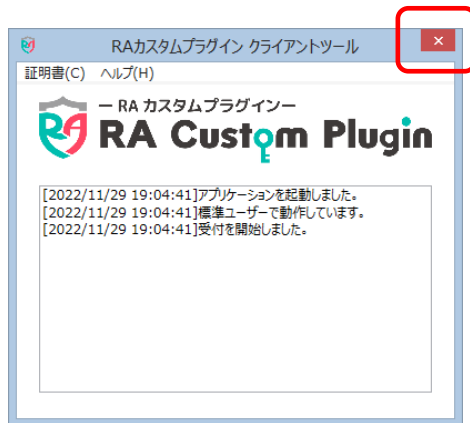 RAカスタムプラグイン クライアントツール
証明書(C) ヘルプ(H)
ー RA カスタムプラグインー
RA Custom Plugin
[2022/11/29 19:04:41]アプリケーションを起動しました。
[2022/11/29 19:04:41]標準ユーザーで動作しています。
[2022/11/29 19:04:41]受付を開始しました。